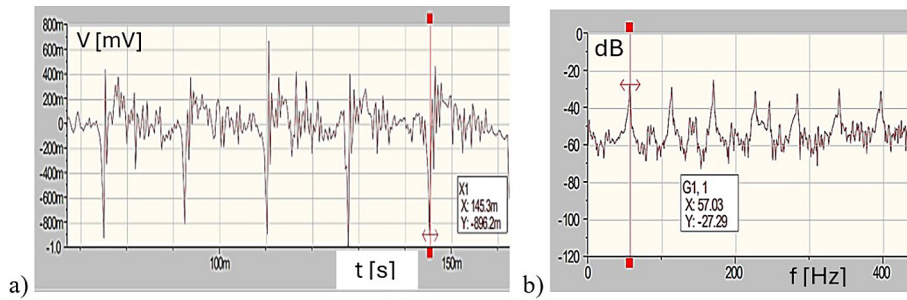 800m
V [mV]
600m
400m
200m
0
-200m
-400m
-600m
800m
-1.0
X1
X: 145.3m
Y: -896.2m
100m
150m
t [s]
a)
0
dB
-20
-40
-60
-80
-100
-120
G1, 1
X: 57.03
Y: -27.29
0
200
400
f [Hz]
b)